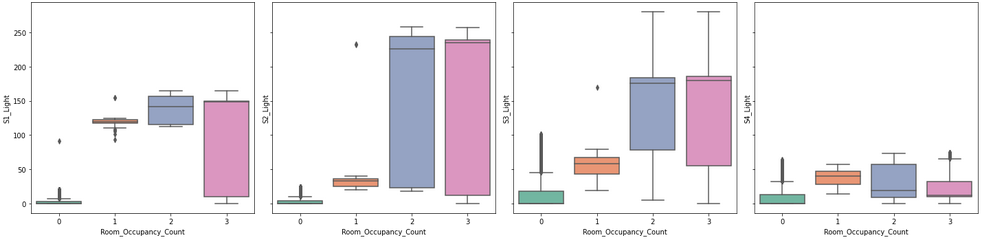 250
200
150
100
50
0
S1_Light
0 1 2 3
Room_Occupancy_Count
S2_Light
0 1 2 3
Room_Occupancy_Count
S3_Light
0 1 2 3
Room_Occupancy_Count
S4_Light
0 1 2 3
Room_Occupancy_Count